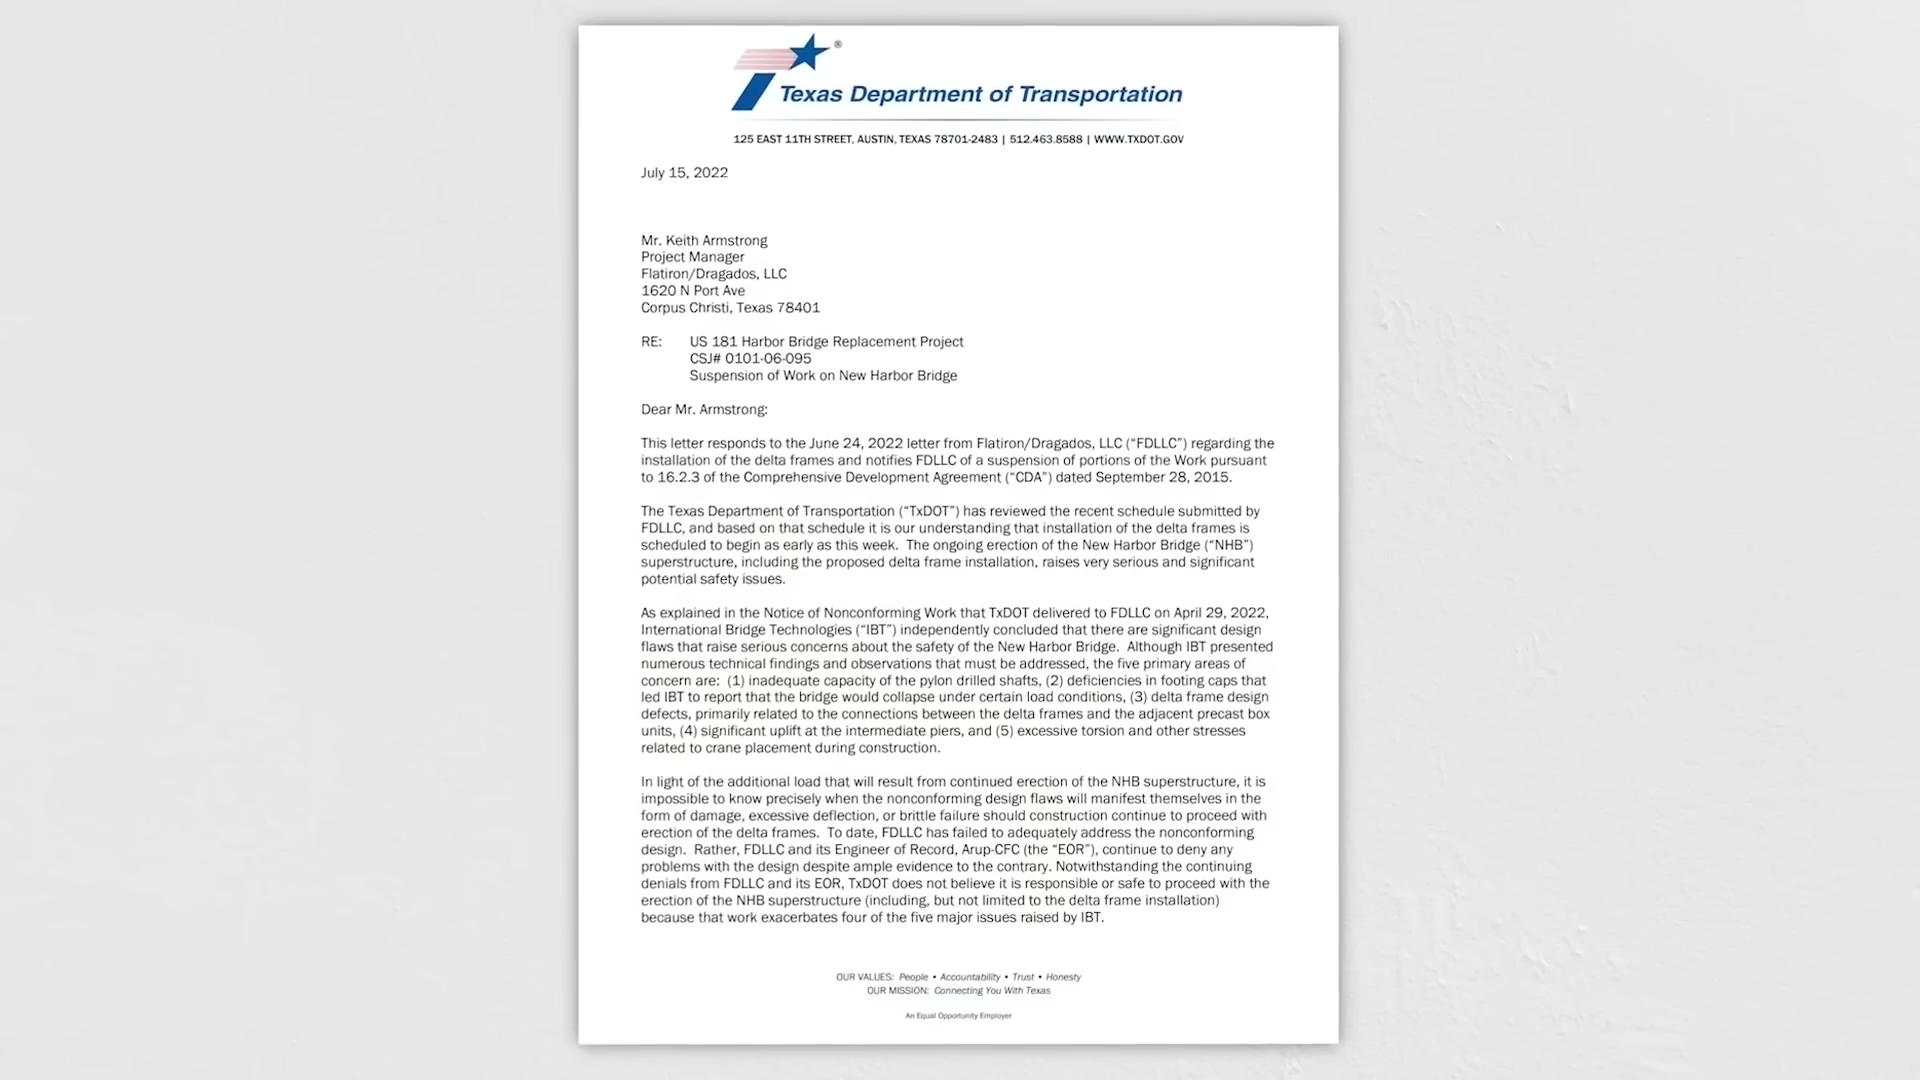 ®
Texas Department of Transportation
125 EAST 11TH STREET, AUSTIN, TEXAS 78701-2483 | 512.463.8588 | WWW.TXDOT.GOV
July 15, 2022
Mr. Keith Armstrong
Project Manager
Flatiron/Dragados, LLC
1620 N Port Ave
Corpus Christi, Texas 78401
RE: US 181 Harbor Bridge Replacement Project
CSJ# 0101-06-095
Suspension of Work on New Harbor Bridge
Dear Mr. Armstrong:
This letter responds to the June 24, 2022 letter from Flatiron/Dragados, LLC (“FDLLC”) regarding the
installation of the delta frames and notifies FDLLC of a suspension of portions of the Work pursuant
to 16.2.3 of the Comprehensive Development Agreement (“CDA”) dated September 28, 2015.
The Texas Department of Transportation (“TxDOT”) has reviewed the recent schedule submitted by
FDLLC, and based on that schedule it is our understanding that installation of the delta frames is
scheduled to begin as early as this week. The ongoing erection of the New Harbor Bridge (“NHB”)
superstructure, including the proposed delta frame installation, raises very serious and significant
potential safety issues.
As explained in the Notice of Nonconforming Work that TxDOT delivered to FDLLC on April 29, 2022,
International Bridge Technologies (“IBT”) independently concluded that there are significant design
flaws that raise serious concerns about the safety of the New Harbor Bridge. Although IBT presented
numerous technical findings and observations that must be addressed, the five primary areas of
concern are: (1) inadequate capacity of the pylon drilled shafts, (2) deficiencies in footing caps that
led IBT to report that the bridge would collapse under certain load conditions, (3) delta frame design
defects, primarily related to the connections between the delta frames and the adjacent precast box
units, (4) significant uplift at the intermediate piers, and (5) excessive torsion and other stresses
related to crane placement during construction.
In light of the additional load that will result from continued erection of the NHB superstructure, it is
impossible to know precisely when the nonconforming design flaws will manifest themselves in the
form of damage, excessive deflection, or brittle failure should construction continue to proceed with
erection of the delta frames. To date, FDLLC has failed to adequately address the nonconforming
design. Rather, FDLLC and its Engineer of Record, Arup-CFC (the “EOR”), continue to deny any
problems with the design despite ample evidence to the contrary. Notwithstanding the continuing
denials from FDLLC and its EOR, TxDOT does not believe it is responsible or safe to proceed with the
erection of the NHB superstructure (including, but not limited to the delta frame installation)
because that work exacerbates four of the five major issues raised by IBT.
OUR VALUES: People • Accountability • Trust • Honesty
OUR MISSION: Connecting You With Texas
An Equal Opportunity Employer